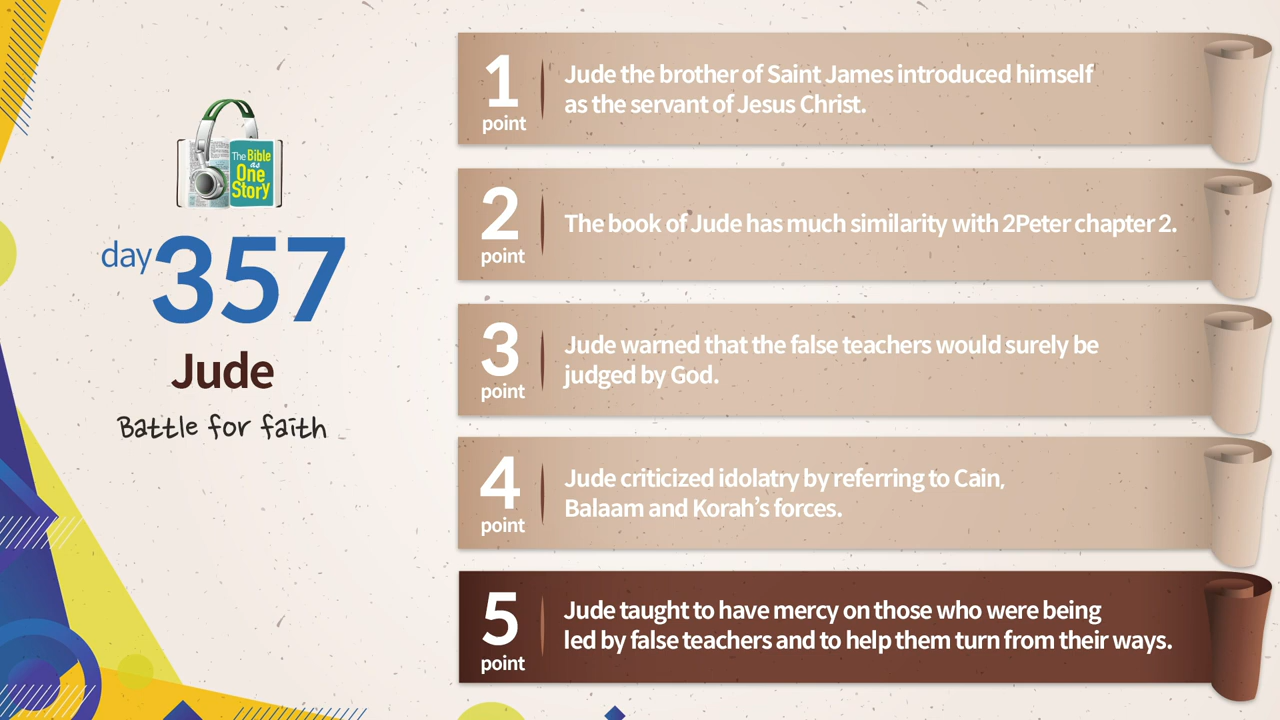 The Bible
as
One
Story
day 357
Jude
Battle for faith
1
point
Jude the brother of Saint James introduced himself
as the servant of Jesus Christ.
2
point
The book of Jude has much similarity with 2Peter chapter 2.
3
point
Jude warned that the false teachers would surely be
judged by God.
4
point
Jude criticized idolatry by referring to Cain,
Balaam and Korah’s forces.
5
point
Jude taught to have mercy on those who were being
led by false teachers and to help them turn from their ways.